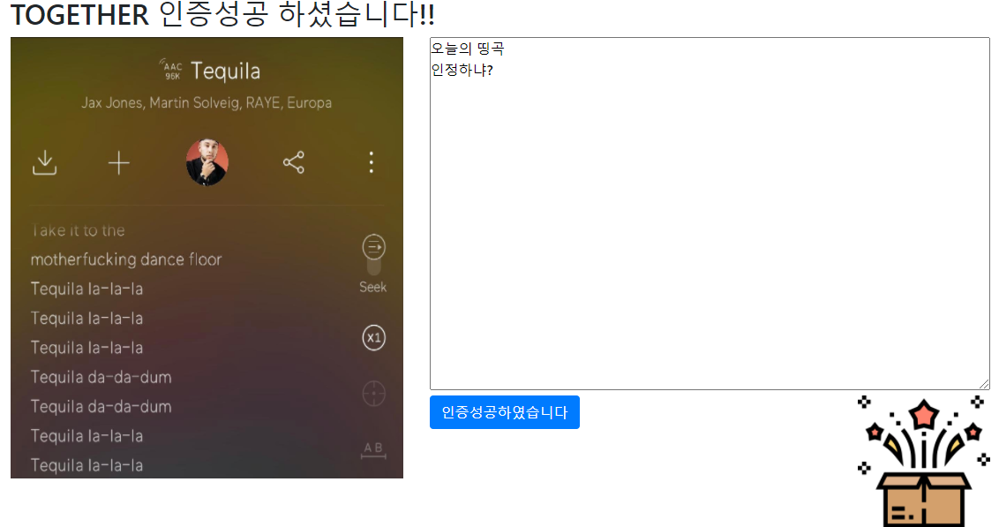 TOGETHER 인증성공 하셨습니다!!
AAC
96K
Tequila
Jax Jones, Martin Solveig, RAYE, Europa
Take it to the
motherfucking dance floor
Tequila la-la-la
Seek
Tequila la-la-la
X1
Tequila la-la-la
Tequila da-da-dum
Tequila da-da-dum
Tequila la-la-la
A B
Tequila la-la-la
오늘의 띵곡
인정하냐?
인증성공하였습니다